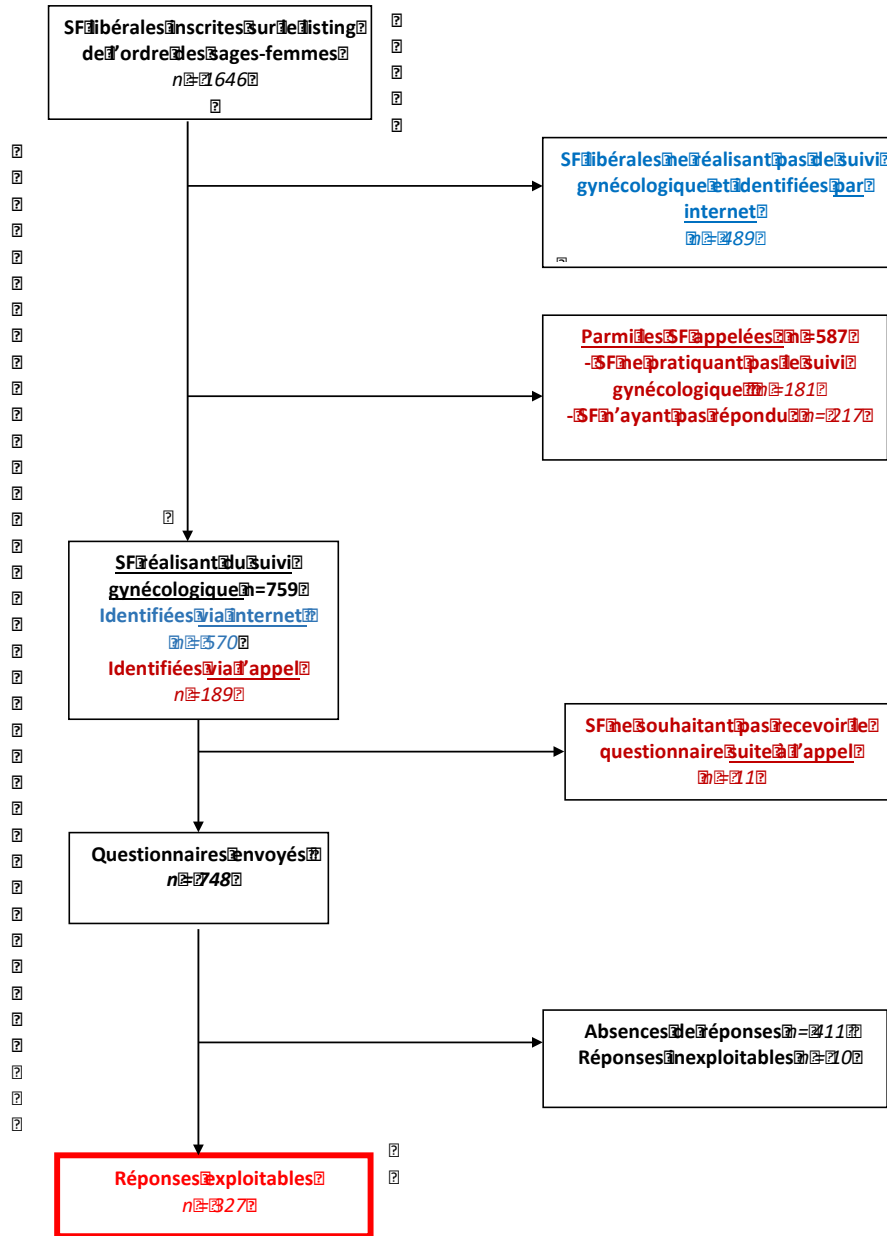 SF libérales inscrites sur le listing
de l'ordre des sages-femmes
n = 1646
SF libérales ne réalisant pas de suivi
gynécologique et identifiées par
internet
n = 489
Parmi les SF appelées : n=587
- SF ne pratiquant pas le suivi
gynécologique : n=181
- SF n'ayant pas répondu : n= 217
SF réalisant du suivi
gynécologique n=759
Identifiées via internet
n = 570
Identifiées via l'appel
n =189
SF ne souhaitant pas recevoir le
questionnaire suite à l'appel
n = 11
Questionnaires envoyés
n = 748
Absences de réponses n= 411
Réponses inexploitables n = 10
Réponses exploitables
n = 327